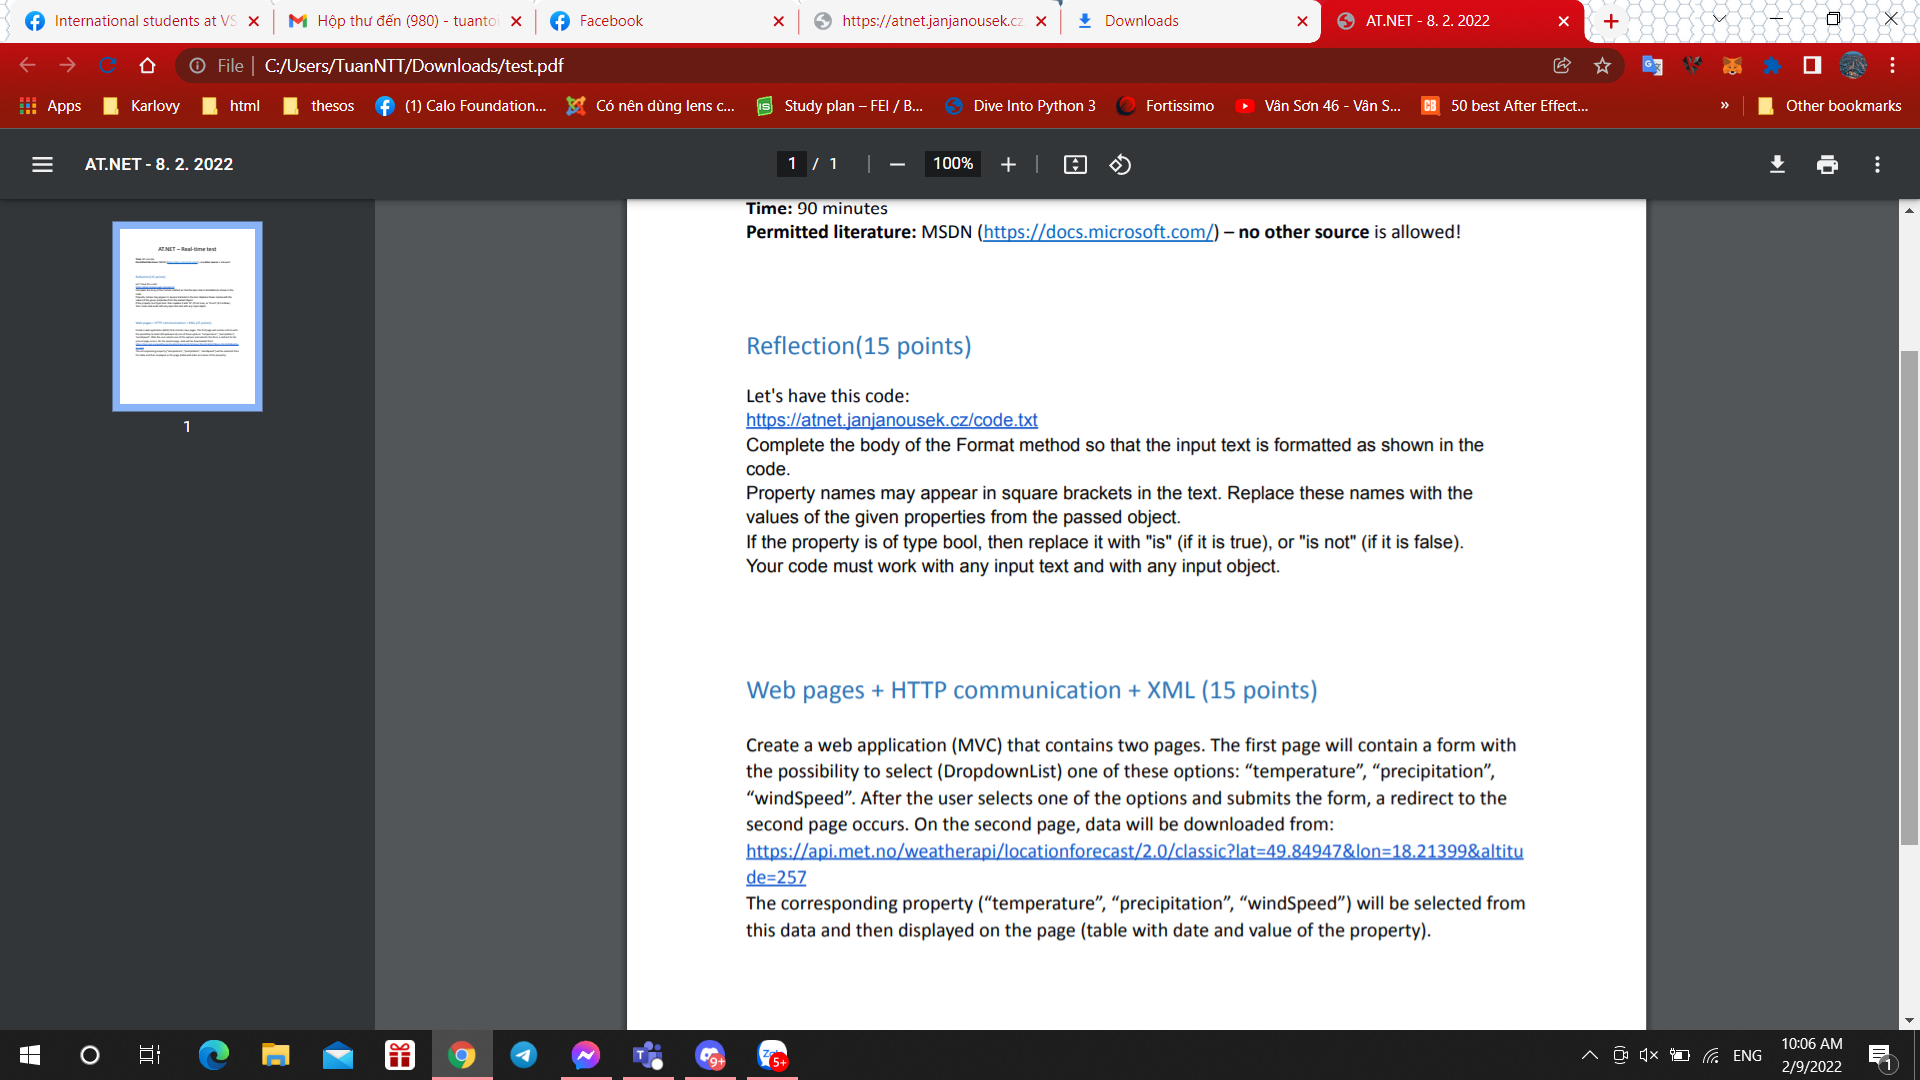 International students at VS
Hộp thư đến (980) - tuantoi
Facebook
https://atnet.janjanousek.cz
Downloads
AT.NET - 8. 2. 2022
File
C:/Users/TuanNTT/Downloads/test.pdf
Apps
Karlovy
html
thesos
(1) Calo Foundation...
Có nên dùng lens c...
Study plan – FEI / B...
Dive Into Python 3
Fortissimo
Vân Sơn 46 - Vân S...
50 best After Effect...
»
Other bookmarks
AT.NET - 8. 2. 2022
1 / 1
100%
Time: 90 minutes
Permitted literature: MSDN (https://docs.microsoft.com/) – no other source is allowed!
Reflection(15 points)
Let's have this code:
https://atnet.janjanousek.cz/code.txt
Complete the body of the Format method so that the input text is formatted as shown in the
code.
Property names may appear in square brackets in the text. Replace these names with the
values of the given properties from the passed object.
If the property is of type bool, then replace it with "is" (if it is true), or "is not" (if it is false).
Your code must work with any input text and with any input object.
Web pages + HTTP communication + XML (15 points)
Create a web application (MVC) that contains two pages. The first page will contain a form with
the possibility to select (DropdownList) one of these options: “temperature”, “precipitation”,
“windSpeed”. After the user selects one of the options and submits the form, a redirect to the
second page occurs. On the second page, data will be downloaded from:
https://api.met.no/weatherapi/locationforecast/2.0/classic?lat=49.84947&lon=18.21399&altitu
de=257
The corresponding property (“temperature”, “precipitation”, “windSpeed”) will be selected from
this data and then displayed on the page (table with date and value of the property).
AT.NET – Real-time test
1
9+
5+
ENG
10:06 AM
2/9/2022
1